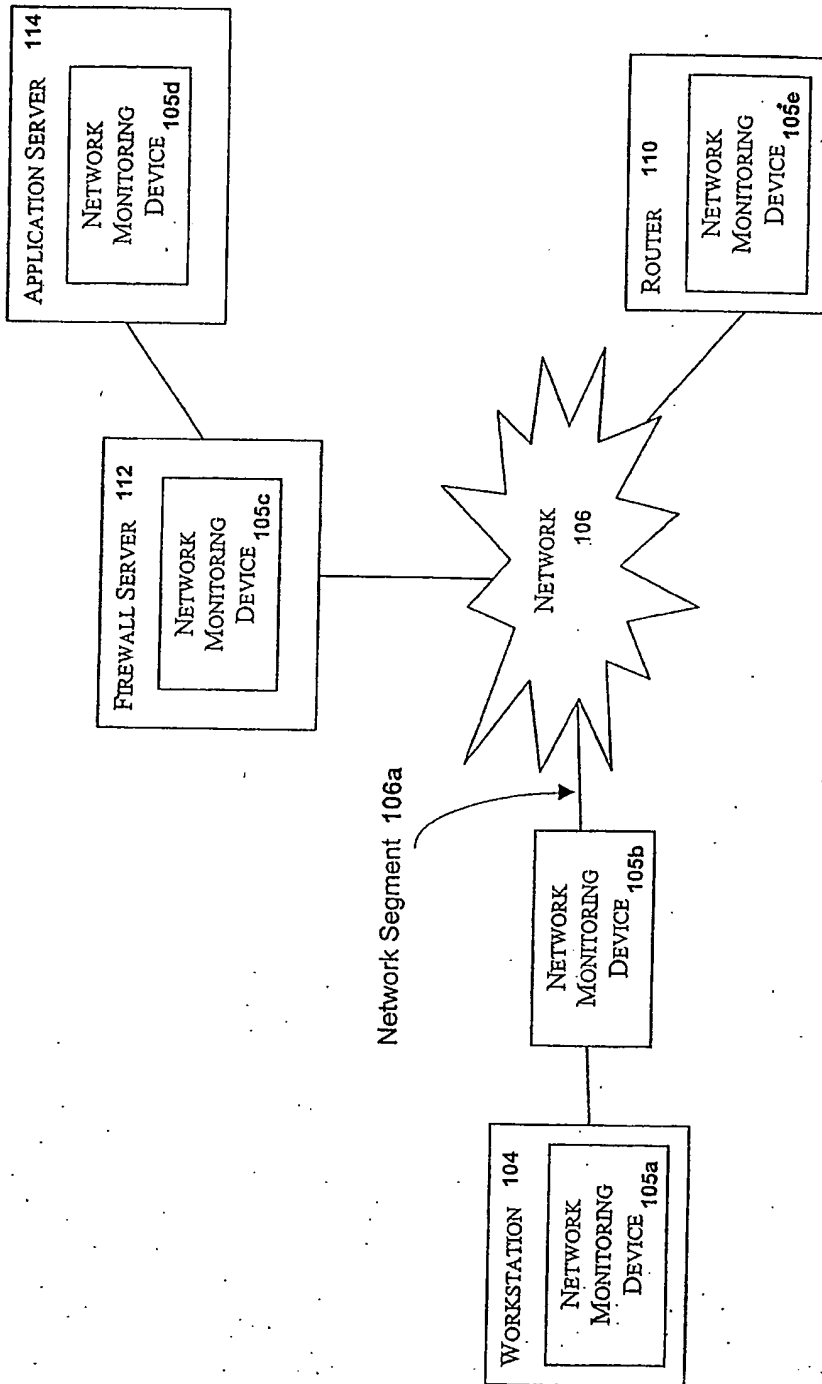 APPLICATION SERVER 114
NETWORK
MONITORING
DEVICE 105d
FIREWALL SERVER 112
NETWORK
MONITORING
DEVICE 105c
ROUTER 110
NETWORK
MONITORING
DEVICE 105e
NETWORK
106
Network Segment 106a
NETWORK
MONITORING
DEVICE 105b
WORKSTATION 104
NETWORK
MONITORING
DEVICE 105a